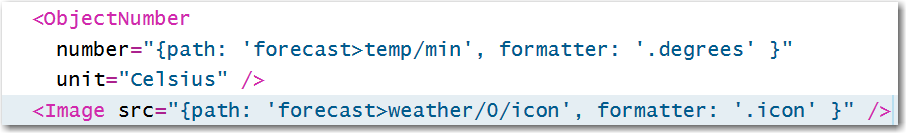 <ObjectNumber
number="{path: 'forecast>temp/min', formatter: '.degrees' }"
unit="Celsius" />
<Image src="{path: 'forecast>weather/0/icon', formatter: '.icon' }" />